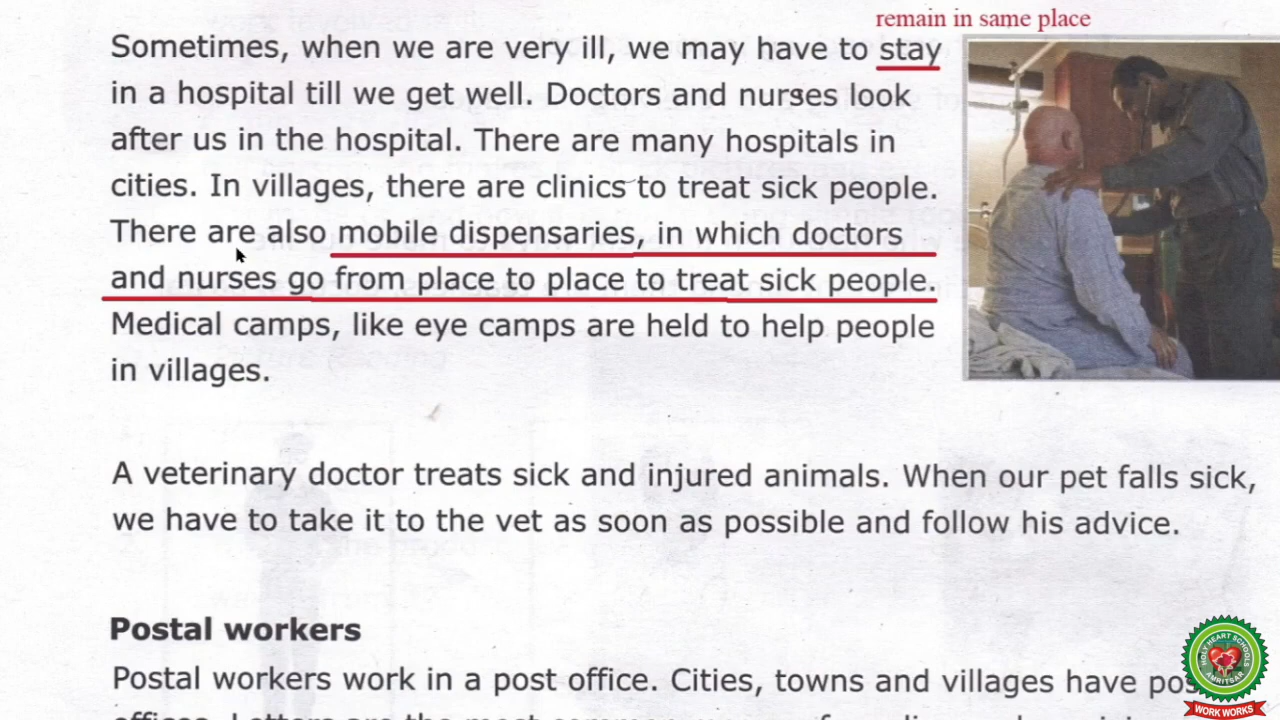 remain in same place
Sometimes, when we are very ill, we may have to stay
in a hospital till we get well. Doctors and nurses look
after us in the hospital. There are many hospitals in
cities. In villages, there are clinics to treat sick people.
There are also mobile dispensaries, in which doctors
and nurses go from place to place to treat sick people.
Medical camps, like eye camps are held to help people
in villages.
A veterinary doctor treats sick and injured animals. When our pet falls sick,
we have to take it to the vet as soon as possible and follow his advice.
Postal workers
Postal workers work in a post office. Cities, towns and villages have
HOLY HEART SCHOOLS
AMRITSAR
WORK WORKS